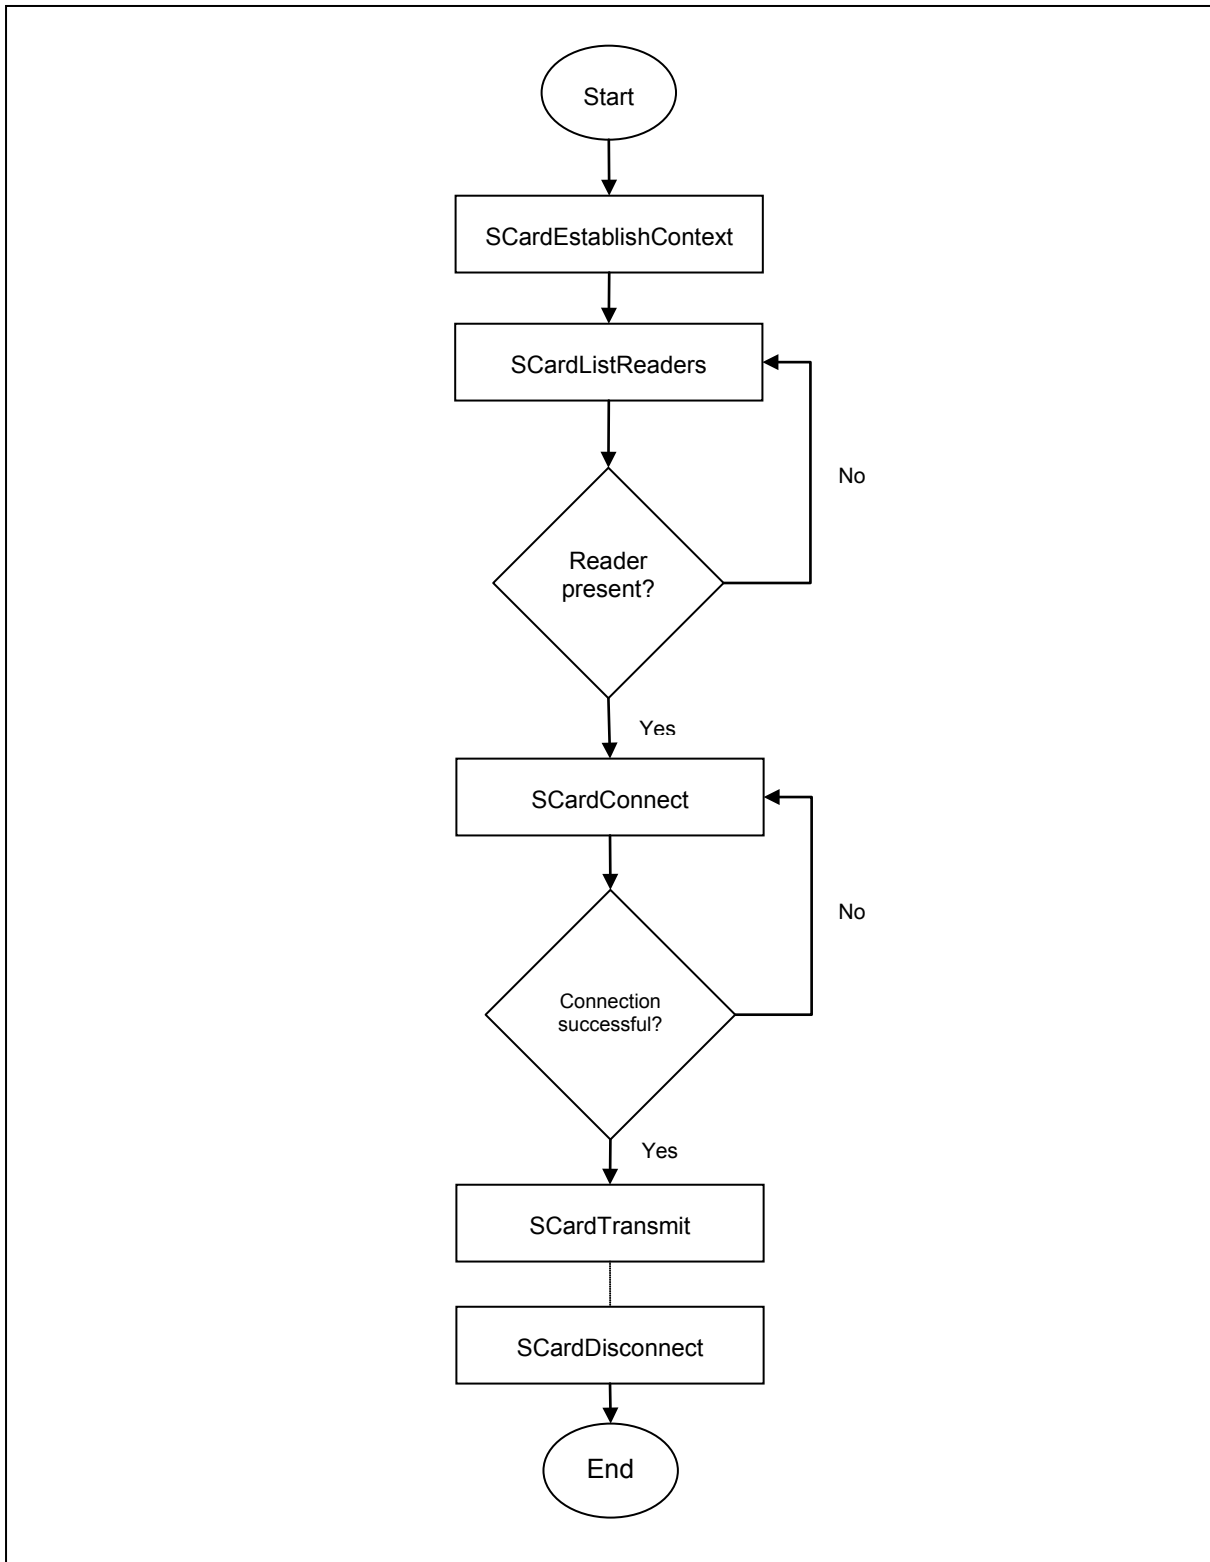 Start
SCardEstablishContext
SCardListReaders
No
Reader
present?
Yes
SCardConnect
No
Connection
successful?
Yes
SCardTransmit
SCardDisconnect
End